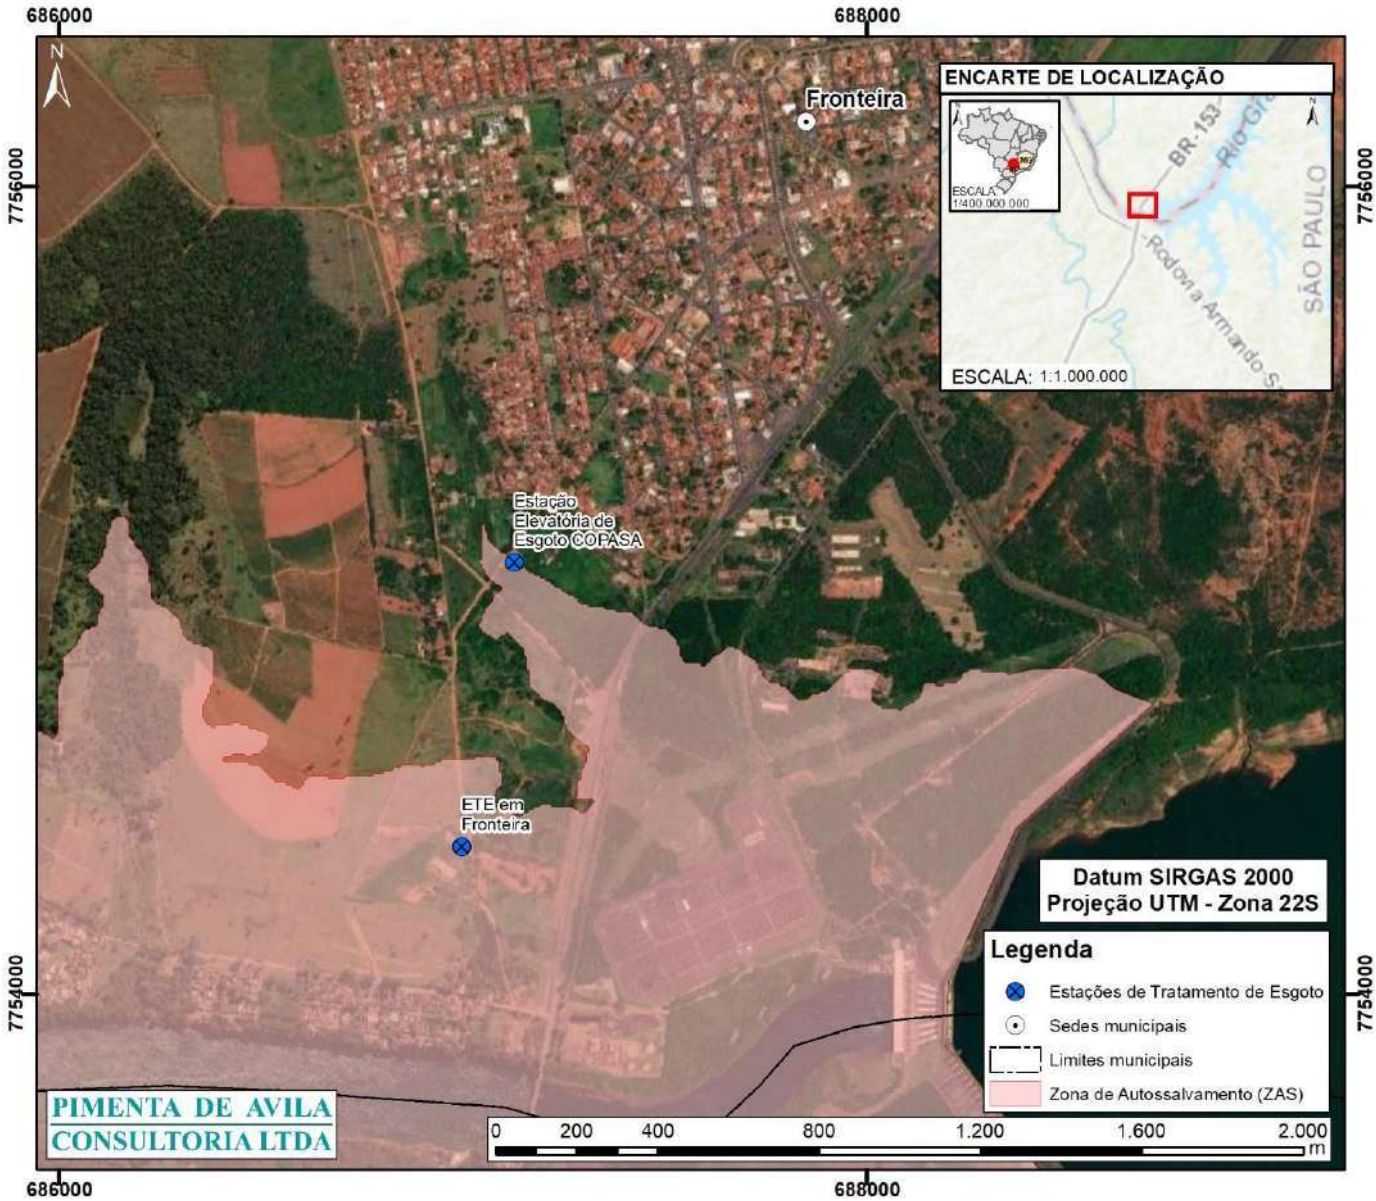 686000
688000
N
Fronteira
7756000
7756000
ENCARTE DE LOCALIZAÇÃO
N
MG
ESCALA:
1/400.000.000
BR-153
SÃO PAULO
ESCALA: 1:1.000.000
Estação
Elevatória de
Esgoto COPASA
ETE em
Fronteira
Datum SIRGAS 2000
Projeção UTM - Zona 22S
Legenda
Estações de Tratamento de Esgoto
Sedes municipais
Limites municipais
Zona de Autossalvamento (ZAS)
7754000
7754000
PIMENTA DE AVILA
CONSULTORIA LTDA
0 200 400 800 1.200 1.600 2.000
m
686000
688000